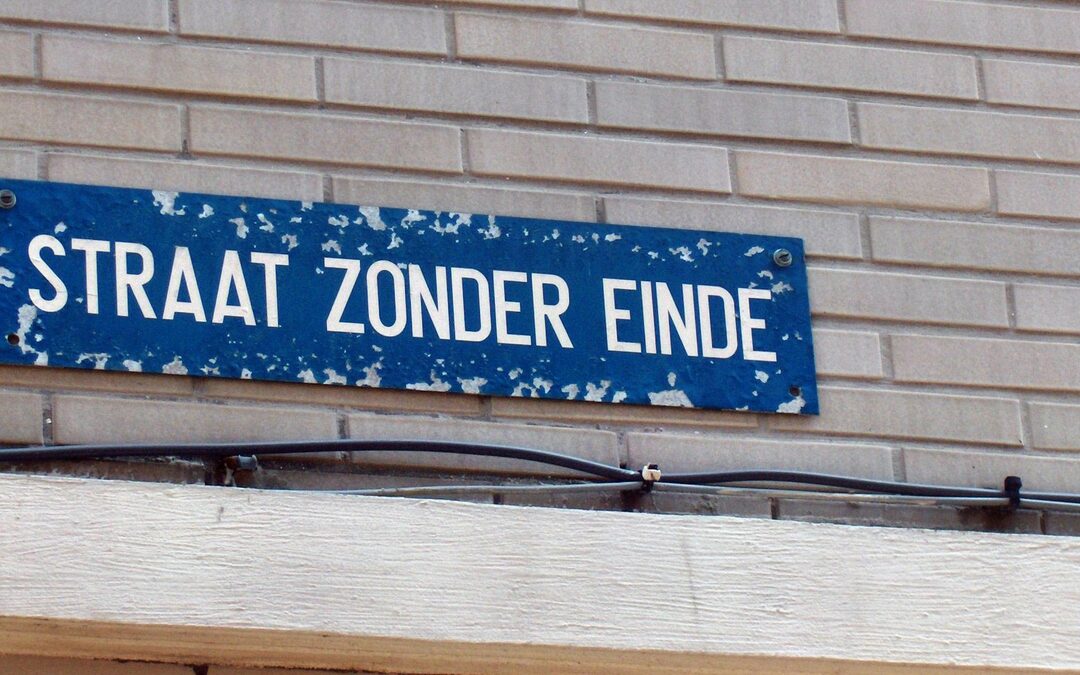 STRAAT ZONDER EINDE